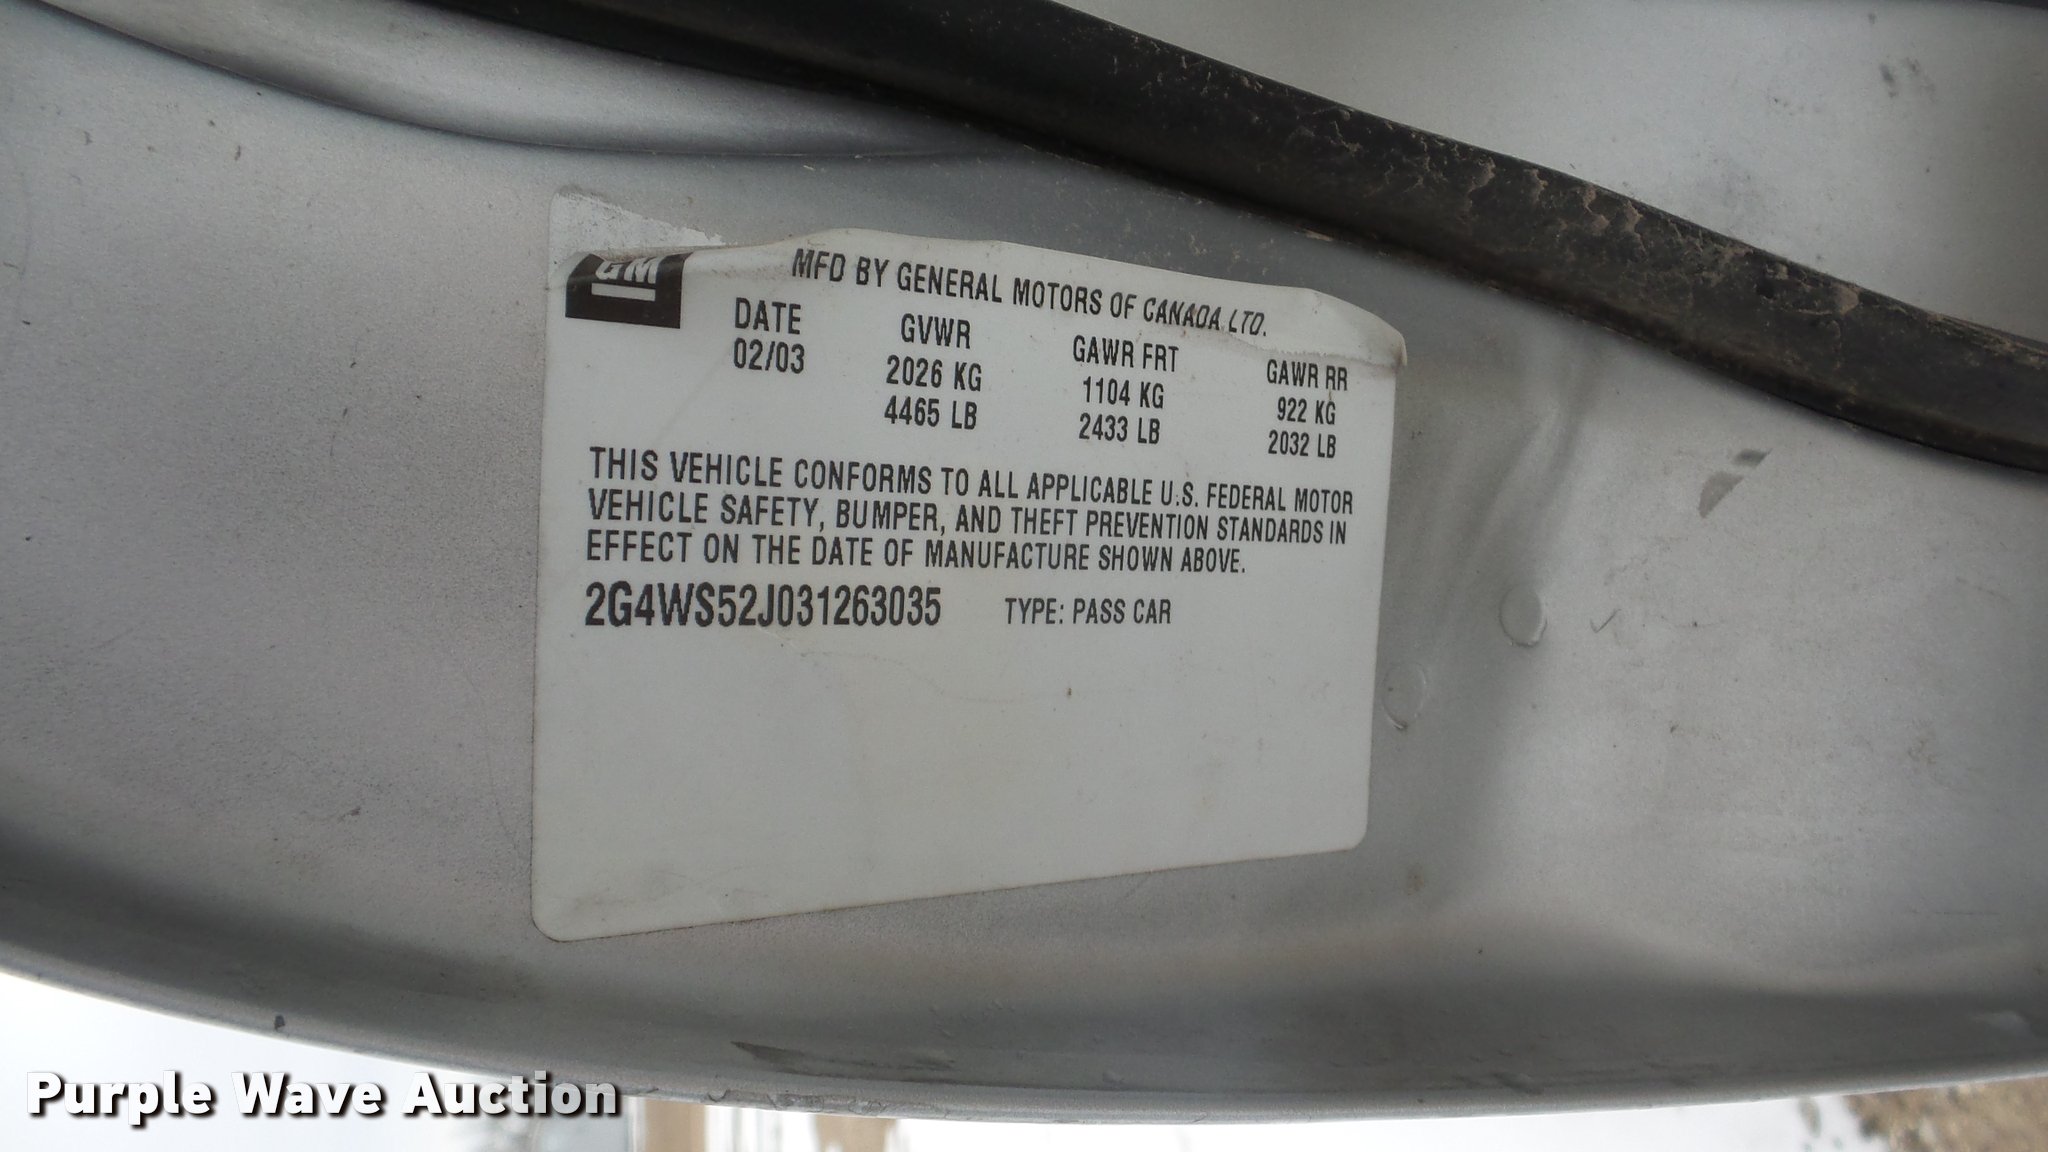 GM
MFD BY GENERAL MOTORS OF CANADA LTD.
DATE GVWR GAWR FRT GAWR RR
02/03 2026 KG 1104 KG 922 KG
4465 LB 2433 LB 2032 LB
THIS VEHICLE CONFORMS TO ALL APPLICABLE U.S. FEDERAL MOTOR
VEHICLE SAFETY, BUMPER, AND THEFT PREVENTION STANDARDS IN
EFFECT ON THE DATE OF MANUFACTURE SHOWN ABOVE.
2G4WS52J031263035 TYPE: PASS CAR
Purple Wave Auction